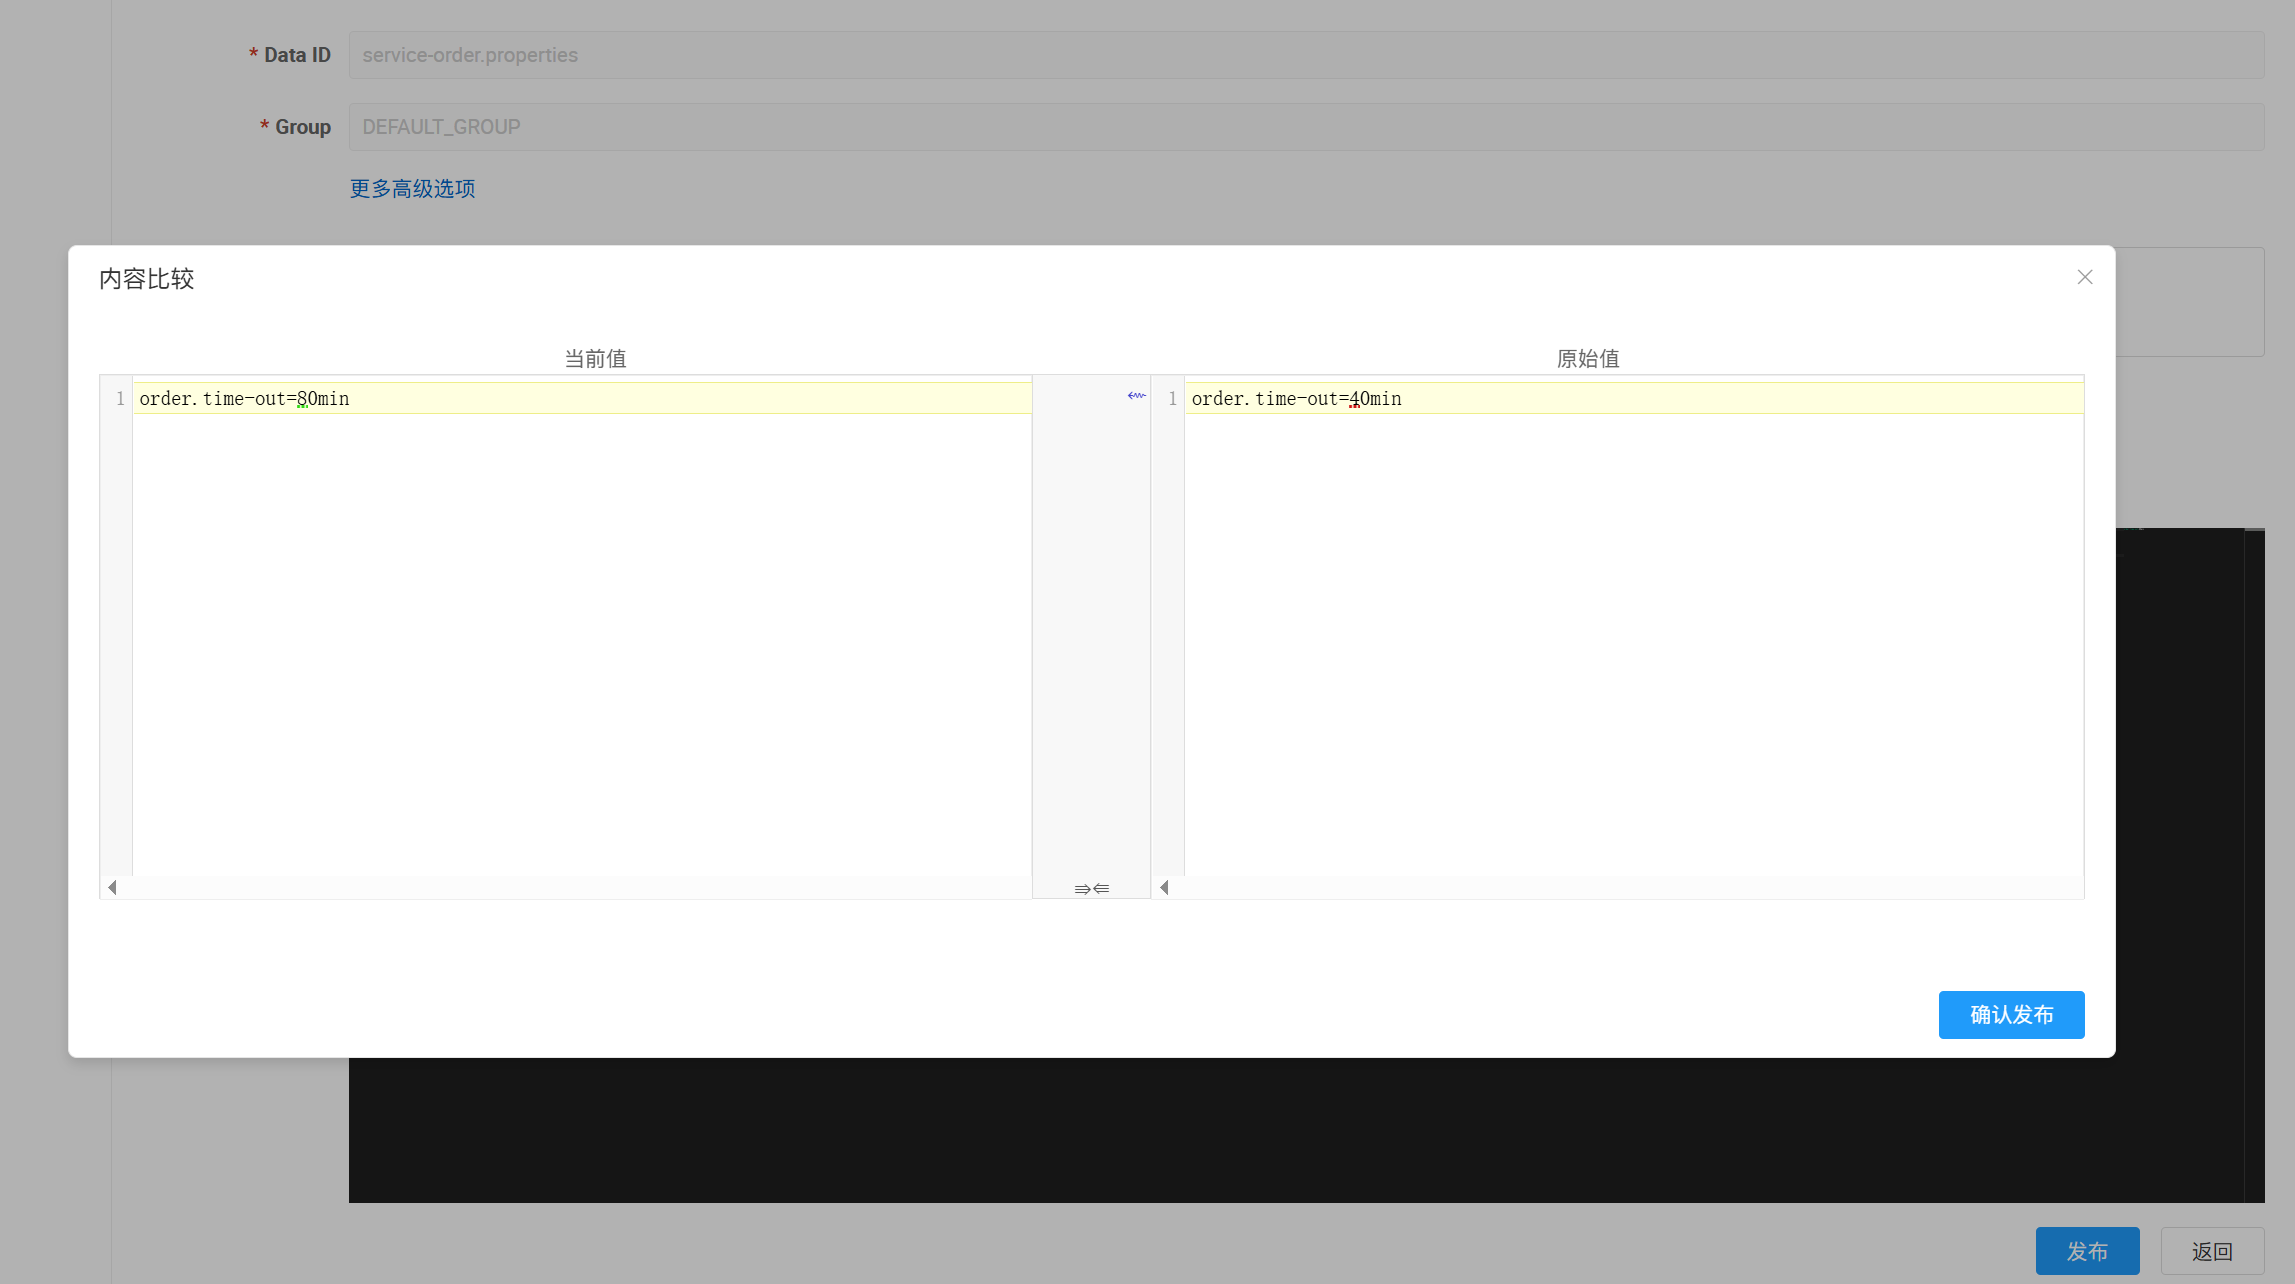 * Data ID
service-order.properties
* Group
DEFAULT_GROUP
更多高级选项
内容比较
当前值
原始值
1
order.time-out=80min
1
order.time-out=40min
确认发布
发布
返回